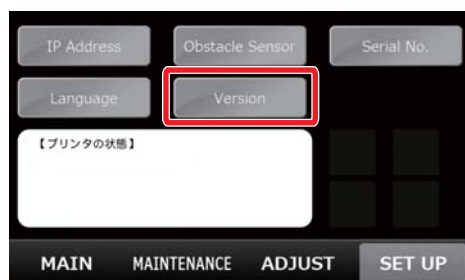 IP Address Obstacle Sensor Serial No.
Language Version
【プリンタの状態】
MAIN MAINTENANCE ADJUST SET UP